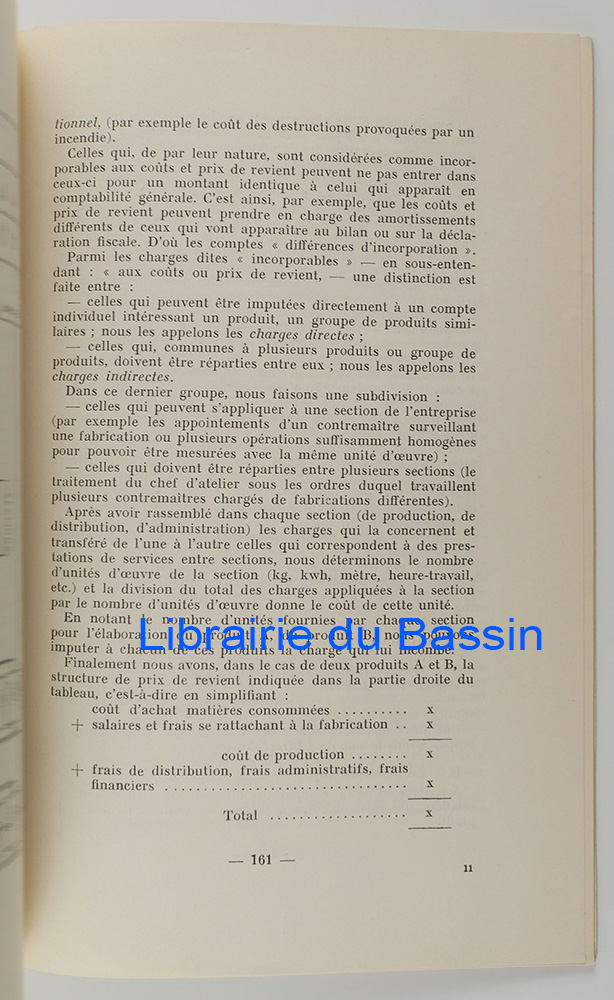 tionnel, (par exemple le coût des destructions provoquées par un
incendie).
Celles qui, de par leur nature, sont considérées comme incor-
porables aux coûts et prix de revient peuvent ne pas entrer dans
ceux-ci pour un montant identique à celui qui apparaît en
comptabilité générale. C'est ainsi, par exemple, que les coûts et
prix de revient peuvent prendre en charge des amortissements
différents de ceux qui vont apparaître au bilan ou sur la décla-
ration fiscale. D'où les comptes « différences d'incorporation ».
Parmi les charges dites « incorporables » — en sous-enten-
dant : « aux coûts ou prix de revient, — une distinction est
faite entre :
— celles qui peuvent être imputées directement à un compte
individuel intéressant un produit, un groupe de produits simi-
laires ; nous les appelons les charges directes ;
— celles qui, communes à plusieurs produits ou groupe de
produits, doivent être réparties entre eux ; nous les appelons les
charges indirectes.
Dans ce dernier groupe, nous faisons une subdivision :
— celles qui peuvent s'appliquer à une section de l'entreprise
(par exemple les appointements d'un contremaître surveillant
une fabrication ou plusieurs opérations suffisamment homogènes
pour pouvoir être mesurées avec la même unité d'œuvre) ;
— celles qui doivent être réparties entre plusieurs sections (le
traitement du chef d'atelier sous les ordres duquel travaillent
plusieurs contremaîtres chargés de fabrications différentes).
Après avoir rassemblé dans chaque section (de production, de
distribution, d'administration) les charges qui la concernent et
transféré de l'une à l'autre celles qui correspondent à des pres-
tations de services entre sections, nous déterminons le nombre
d'unités d'œuvre de la section (kg, kwh, mètre, heure-travail,
etc.) et la division du total des charges appliquées à la section
par le nombre d'unités d'œuvre donne le coût de cette unité.
En notant le nombre d'unités fournies par chaque section
pour l'élaboration du produit A, du produit B, nous pouvons
imputer à chacun de ces produits la charge qui lui incombe.
Librairie du Bassin
Finalement nous avons, dans le cas de deux produits A et B, la
structure de prix de revient indiquée dans la partie droite du
tableau, c'est-à-dire en simplifiant :
coût d'achat matières consommées .......... x
+ salaires et frais se rattachant à la fabrication .. x
coût de production ........ x
+ frais de distribution, frais administratifs, frais
financiers ................................ x
Total .................. x
— 161 —
11